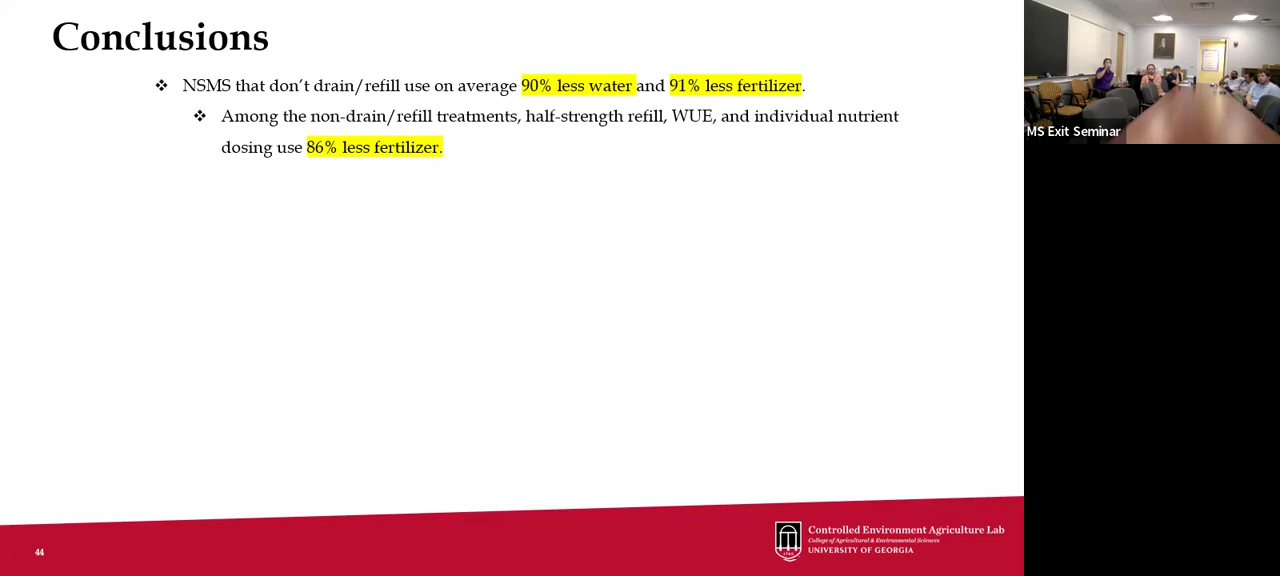 Conclusions
❖ NSMS that don’t drain/refill use on average 90% less water and 91% less fertilizer.
❖ Among the non-drain/refill treatments, half-strength refill, WUE, and individual nutrient
dosing use 86% less fertilizer.
MS Exit Seminar
44
1785
Controlled Environment Agriculture Lab
College of Agricultural & Environmental Sciences
UNIVERSITY OF GEORGIA